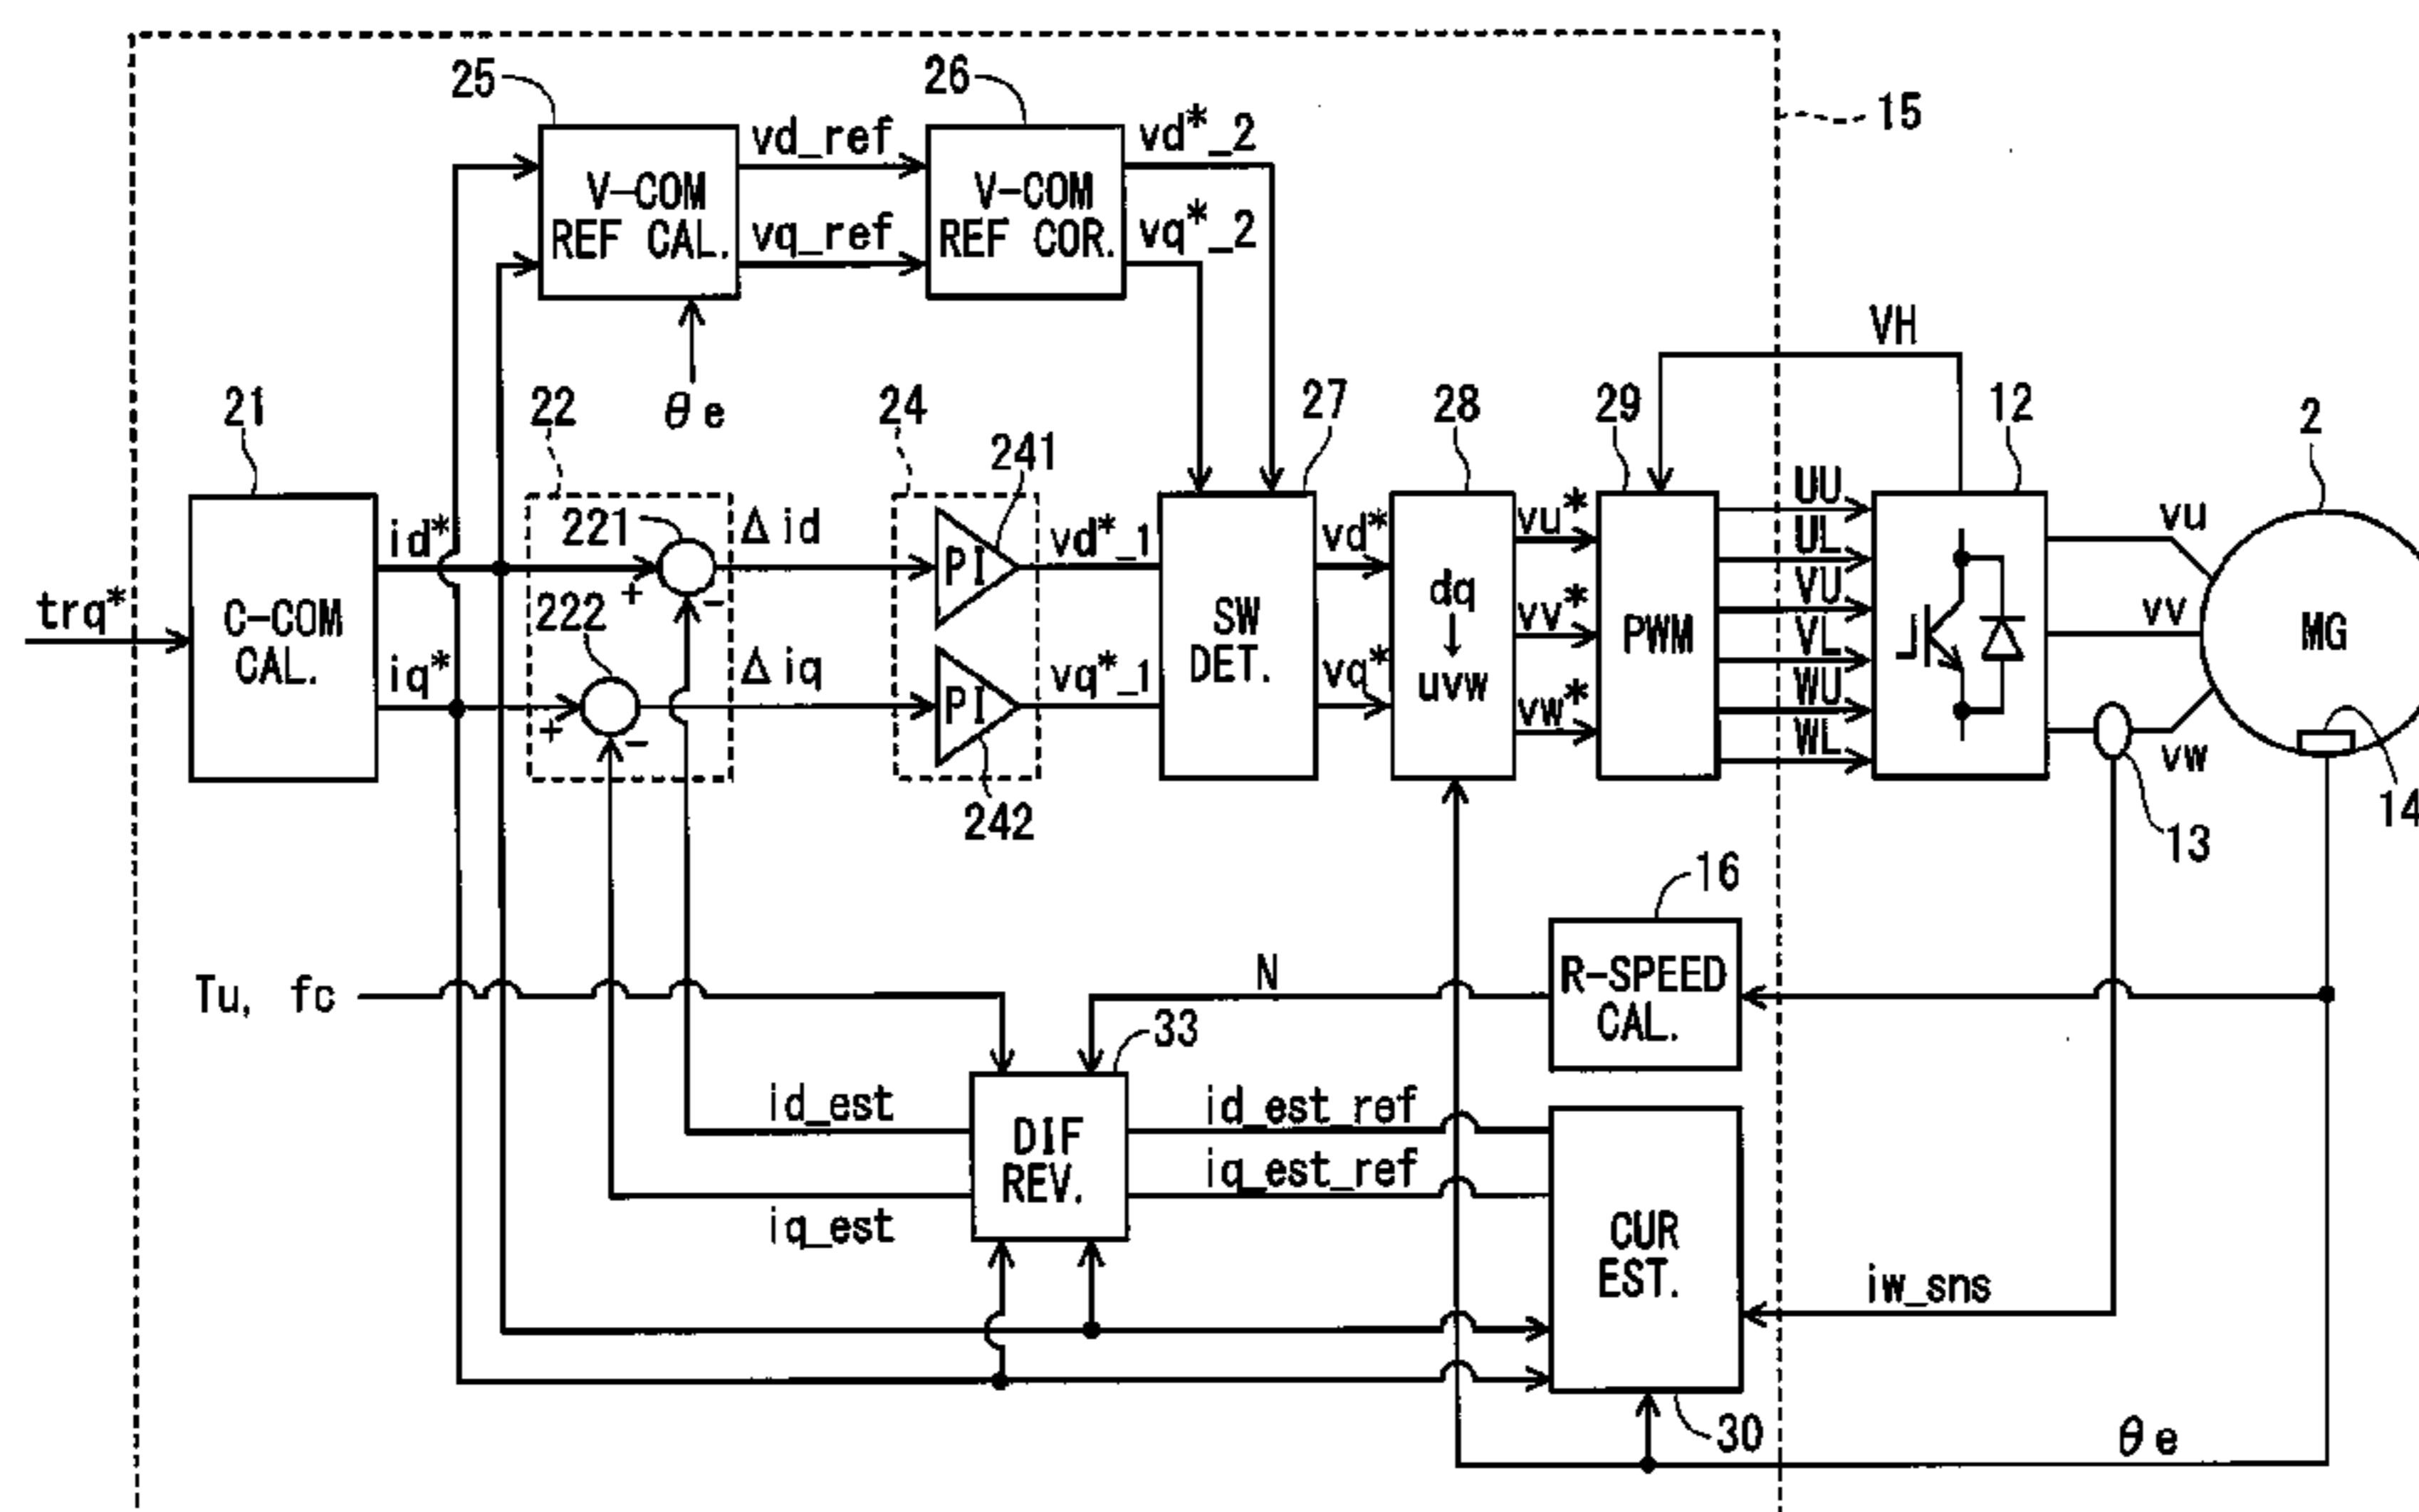 25
26
15
vd_ref
vd*_2
V-COM
REF CAL.
V-COM
REF COR.
vq_ref
vq*_2
θe
VH
21
22
24
241
27
28
29
12
2
id*
221
Δid
PI
vd*_1
vd*
vu*
UU
UL
VU
VL
WU
WL
vu
trq*
C-COM
CAL.
+
-
222
SW
DET.
dq
↓
uvw
vv*
PWM
vv
MG
iq*
+
-
Δiq
PI
vq*_1
vq*
vw*
vw
242
13
14
16
Tu, fc
N
R-SPEED
CAL.
33
id_est
DIF
REV.
id_est_ref
iq_est
iq_est_ref
CUR
EST.
iw_sns
30
θe